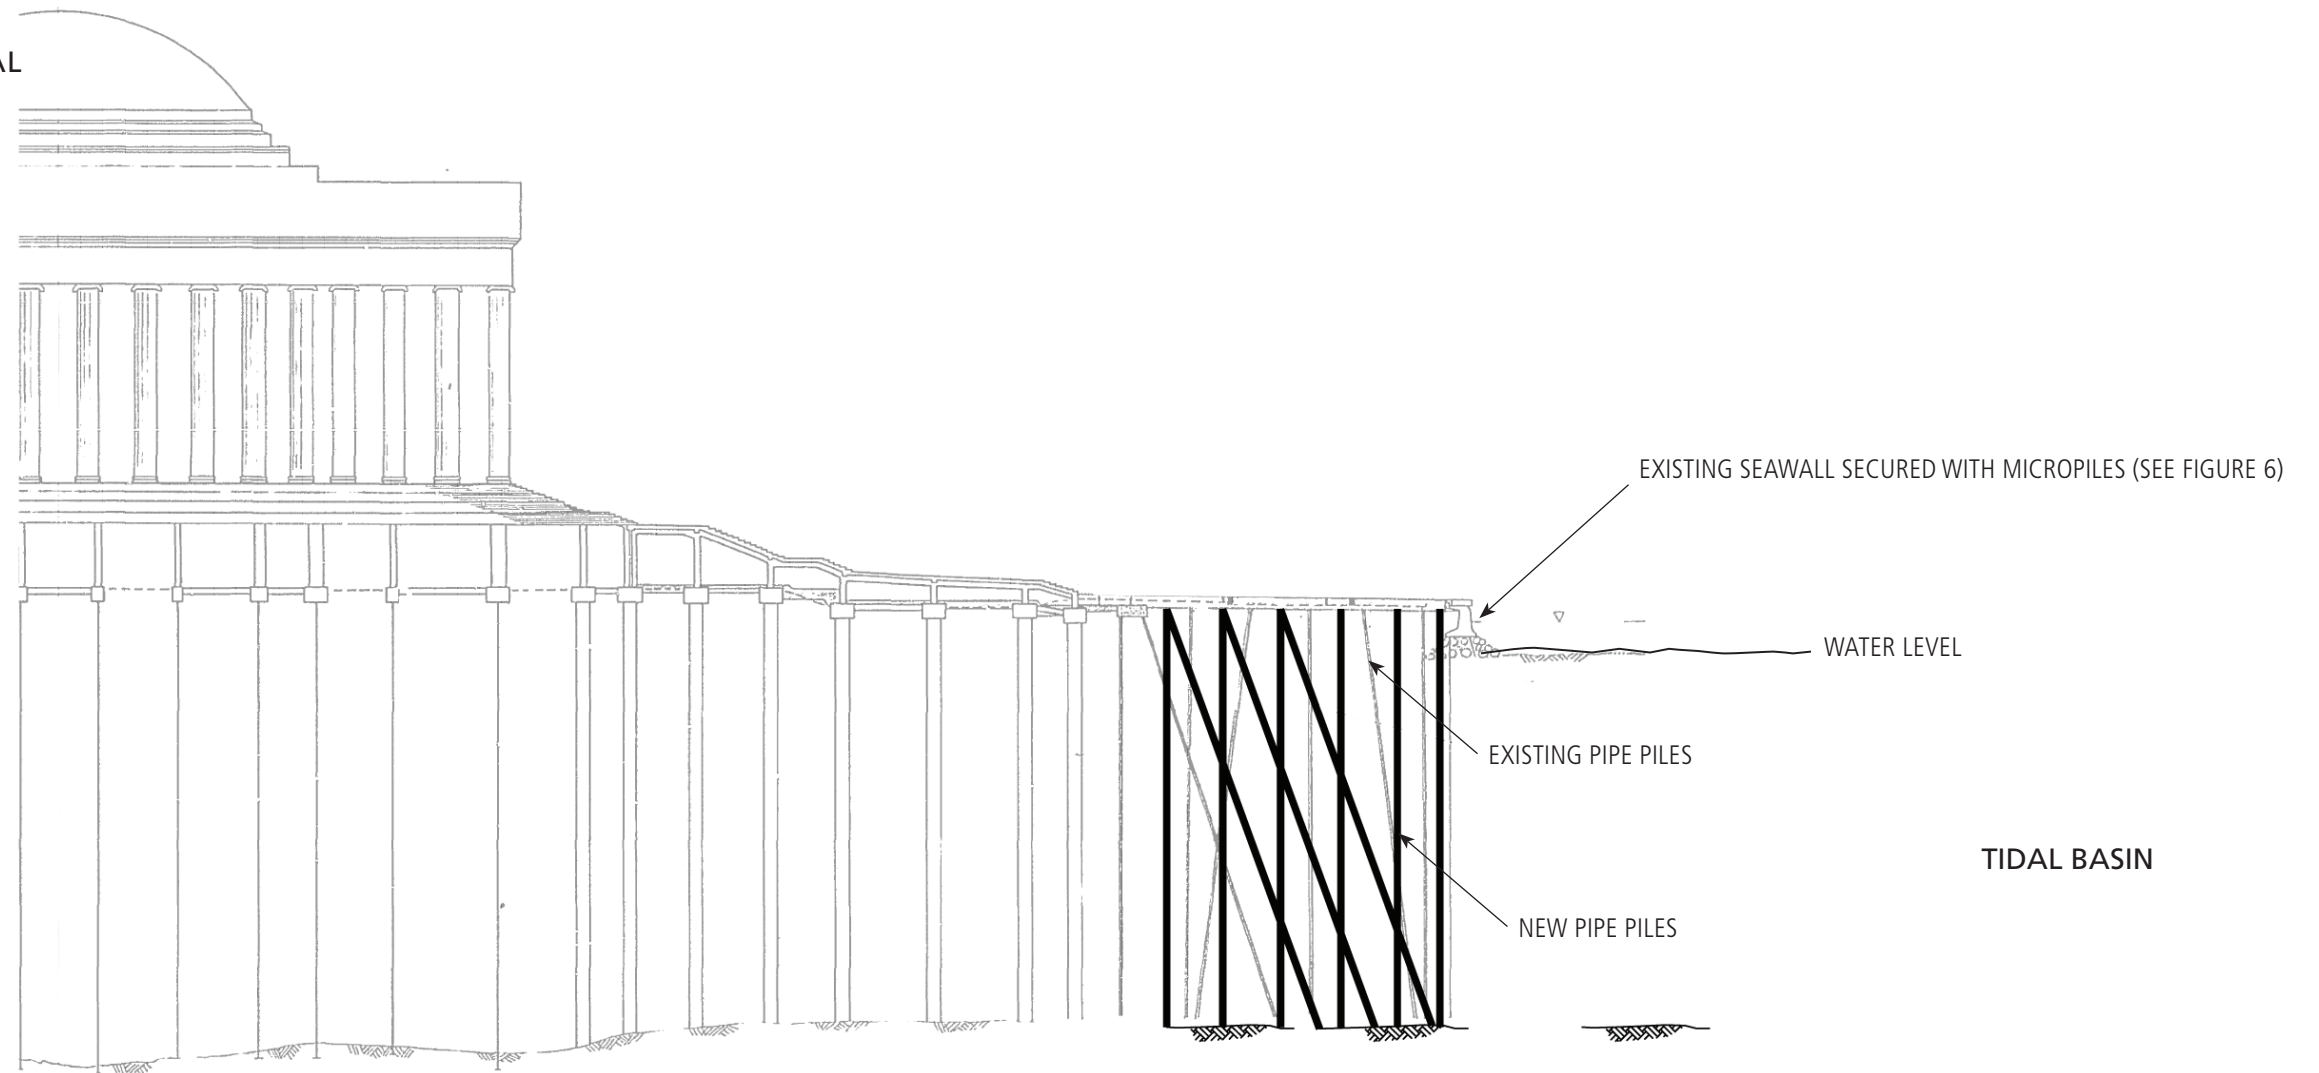 AL
EXISTING SEAWALL SECURED WITH MICROPILES (SEE FIGURE 6)
WATER LEVEL
EXISTING PIPE PILES
TIDAL BASIN
NEW PIPE PILES